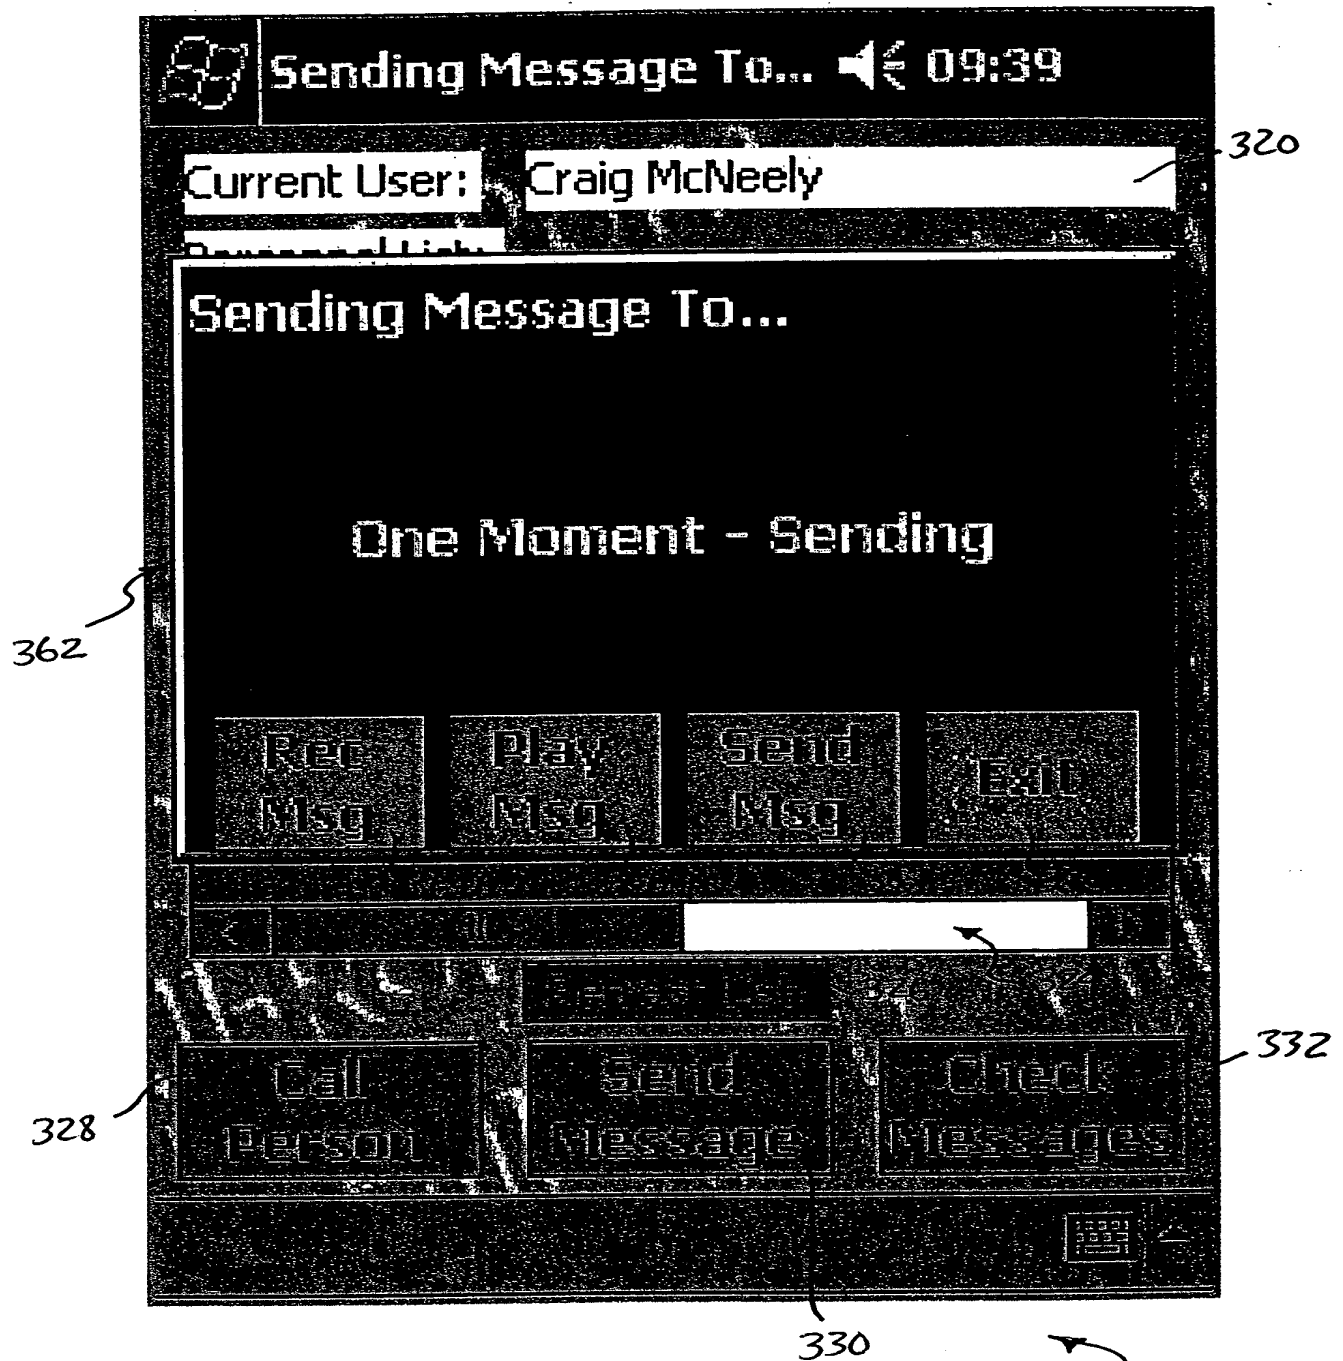 Sending Message To... 09:39
320
Current User: Craig McNeely
Sending Message To...
One Moment - Sending
362
Rec Msg
Play Msg
Send Msg
Exit
332
328
Call Person
Send Message
Check Messages
330